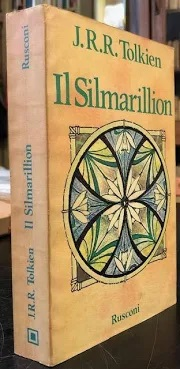 J.R.R. Tolkien
Il Silmarillion
Rusconi
J.R.R. Tolkien Il Silmarillion Rusconi